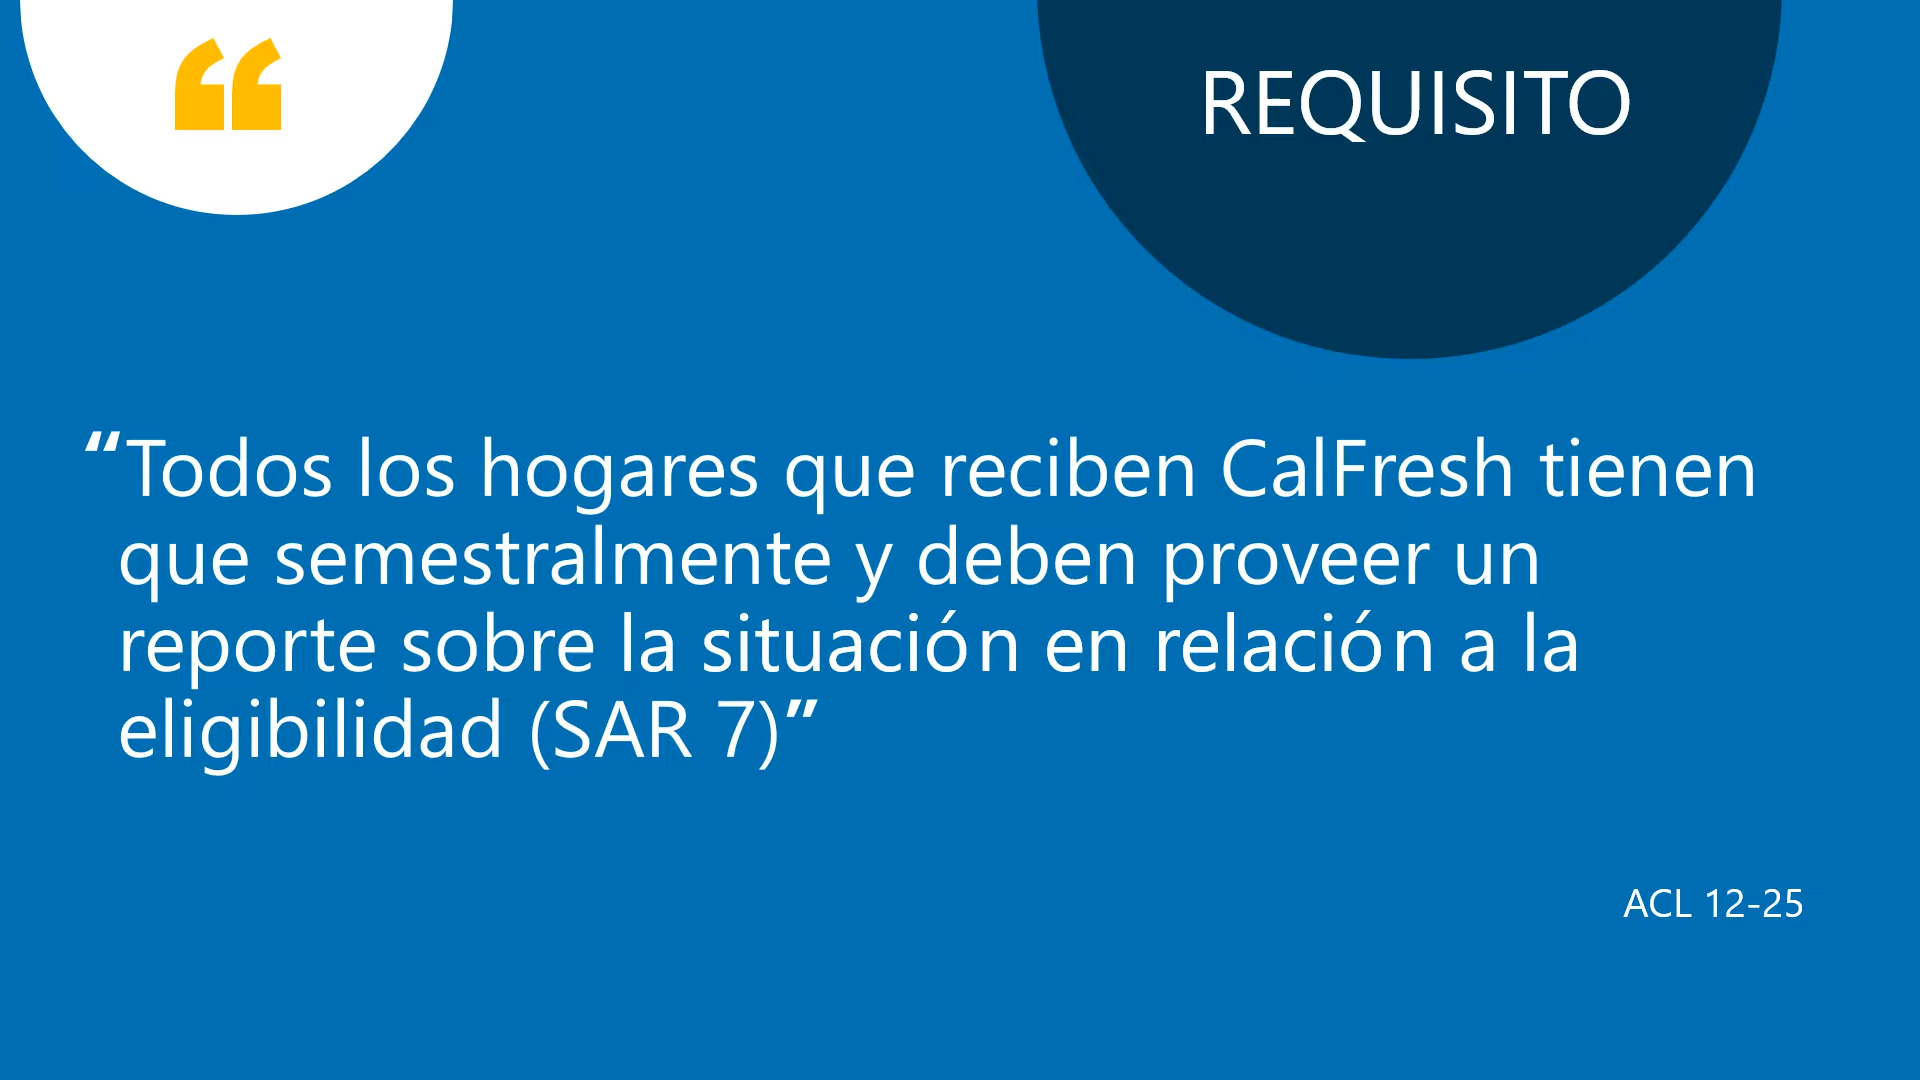 REQUISITO
“Todos los hogares que reciben CalFresh tienen
que semestralmente y deben proveer un
reporte sobre la situación en relación a la
eligibilidad (SAR 7)”
ACL 12-25